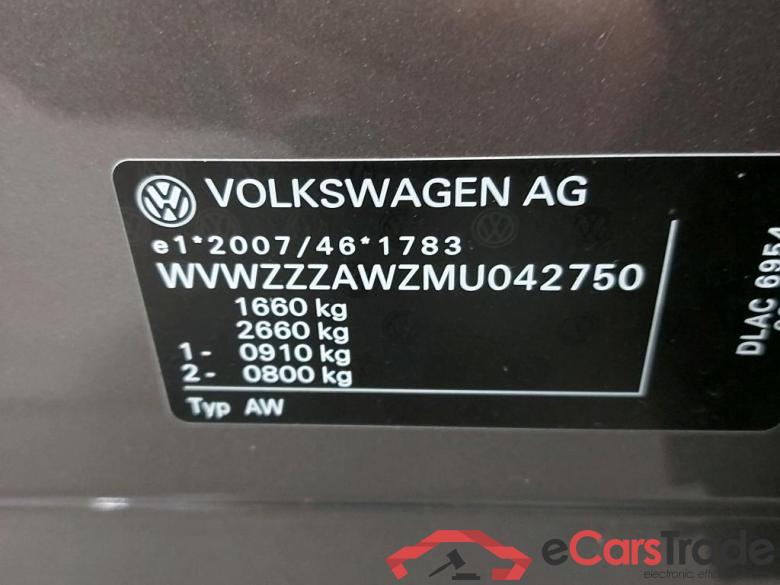 VOLKSWAGEN AG
e1*2007/46*1783
WVWZZZAWZMU042750
1660 kg
2660 kg
1- 0910 kg
2- 0800 kg
Typ AW
DLAC 6954
eCarsTrade